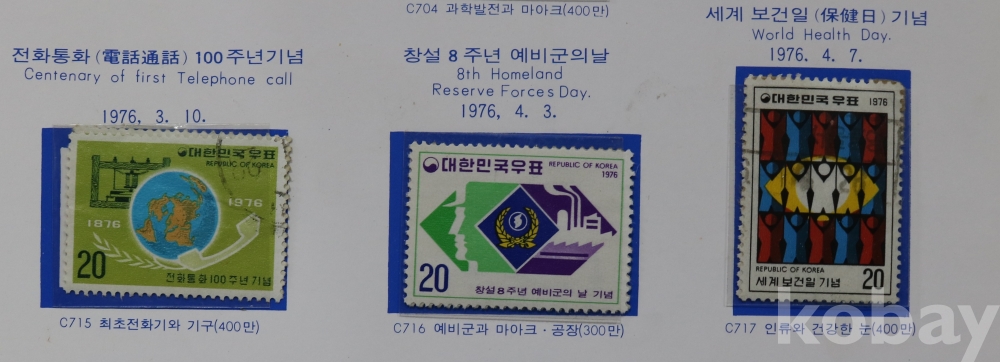 C704 과학발전과 마아크(400만)
전화통화 (電話通話) 100주년기념
Centenary of first Telephone call
1976. 3. 10.
대한민국우표
REPUBLIC OF KOREA
1876
1976
20
전화통화 100주년기념
C715 최초전화기와 기구(400만)
창설 8주년 예비군의날
8th Homeland
Reserve Forces Day.
1976. 4. 3.
대한민국우표
REPUBLIC OF KOREA
1976
20
창설8주년 예비군의 날 기념
C716 예비군과 마아크·공장(300만)
세계 보건일 (保健日) 기념
World Health Day.
1976. 4. 7.
대한민국우표 1976
REPUBLIC OF KOREA
세계보건일기념
20
C717 인류와 건강한 눈(400만)
kobay